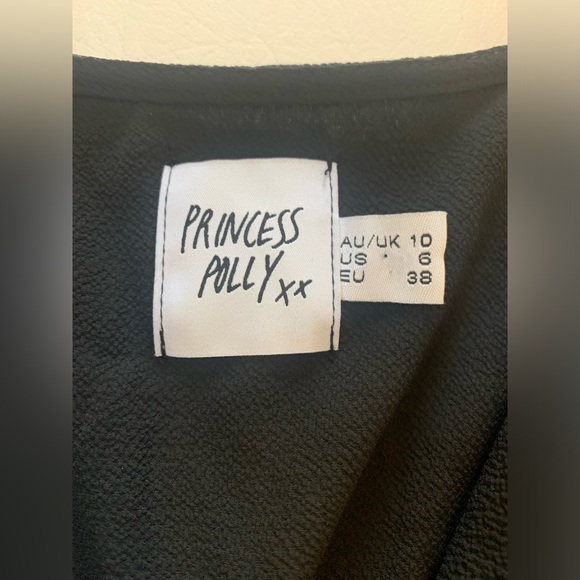 PRINCESS
POLLY xx
AU/UK 10
US 6
EU 38